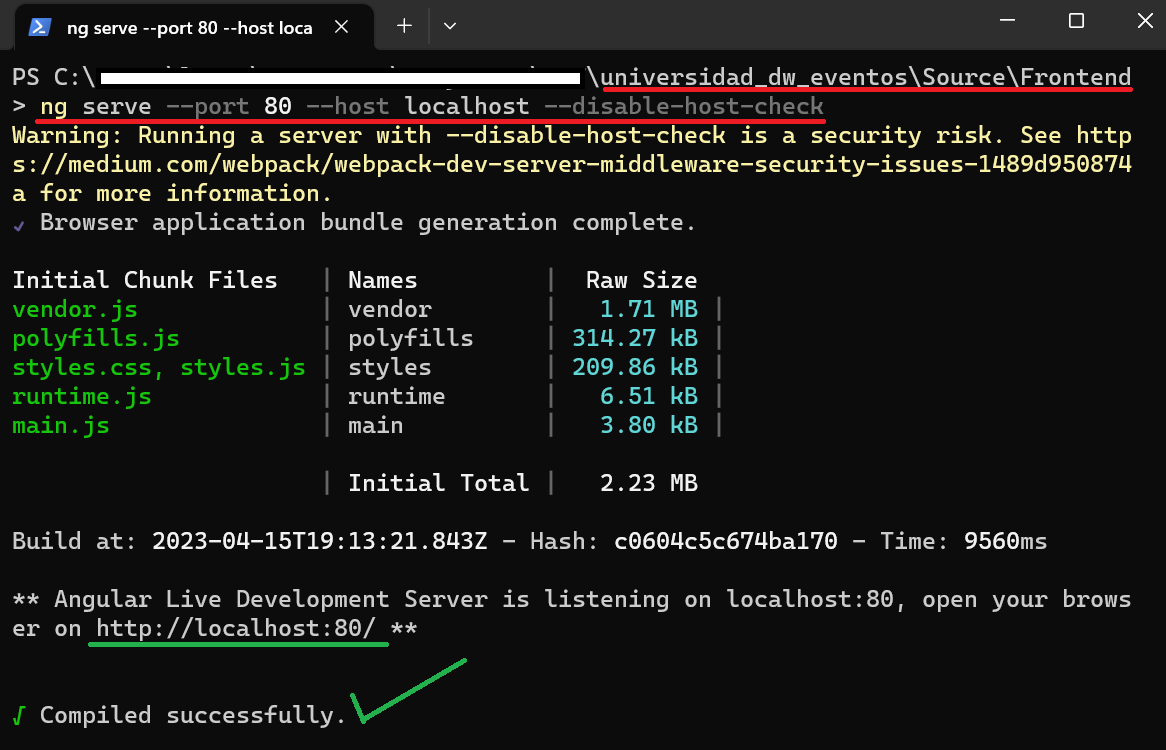 ng serve --port 80 --host loca
PS C:\ \universidad_dw_eventos\Source\Frontend
> ng serve --port 80 --host localhost --disable-host-check
Warning: Running a server with --disable-host-check is a security risk. See http
s://medium.com/webpack/webpack-dev-server-middleware-security-issues-1489d950874
a for more information.
✓ Browser application bundle generation complete.
Initial Chunk Files | Names | Raw Size
vendor.js | vendor | 1.71 MB |
polyfills.js | polyfills | 314.27 kB |
styles.css, styles.js | styles | 209.86 kB |
runtime.js | runtime | 6.51 kB |
main.js | main | 3.80 kB |
| Initial Total | 2.23 MB
Build at: 2023-04-15T19:13:21.843Z - Hash: c0604c5c674ba170 - Time: 9560ms
** Angular Live Development Server is listening on localhost:80, open your brows
er on http://localhost:80/ **
√ Compiled successfully.